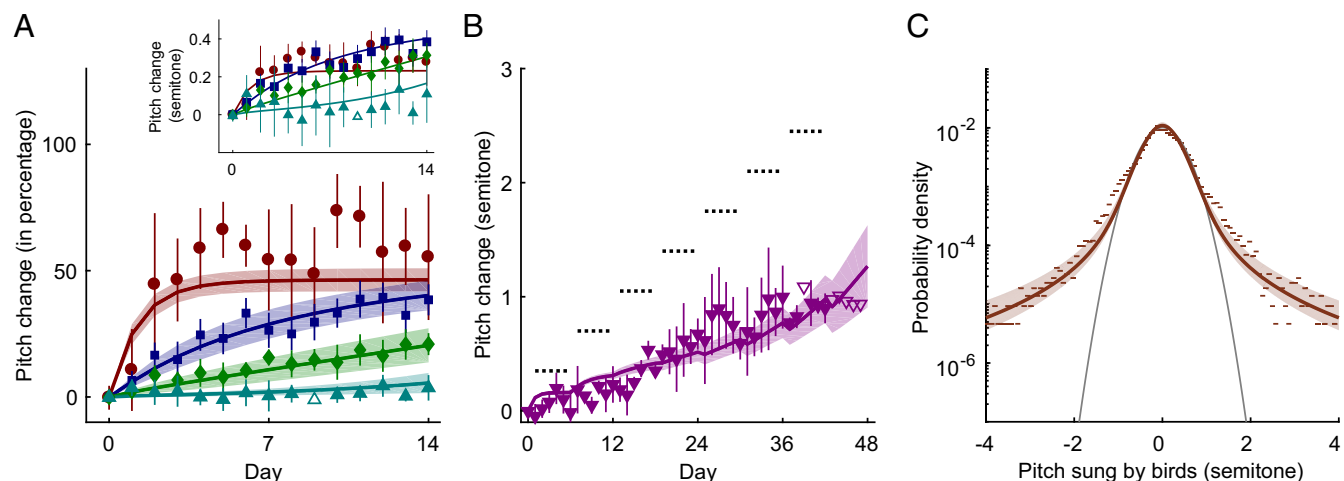 A
Pitch change (in percentage)
100
50
0
0
7
14
Day
Pitch change
(semitone)
0.4
0.2
0
0
14
B
Pitch change (semitone)
3
2
1
0
0
12
24
36
48
Day
C
Probability density
10-2
10-4
10-6
-4
-2
0
2
4
Pitch sung by birds (semitone)